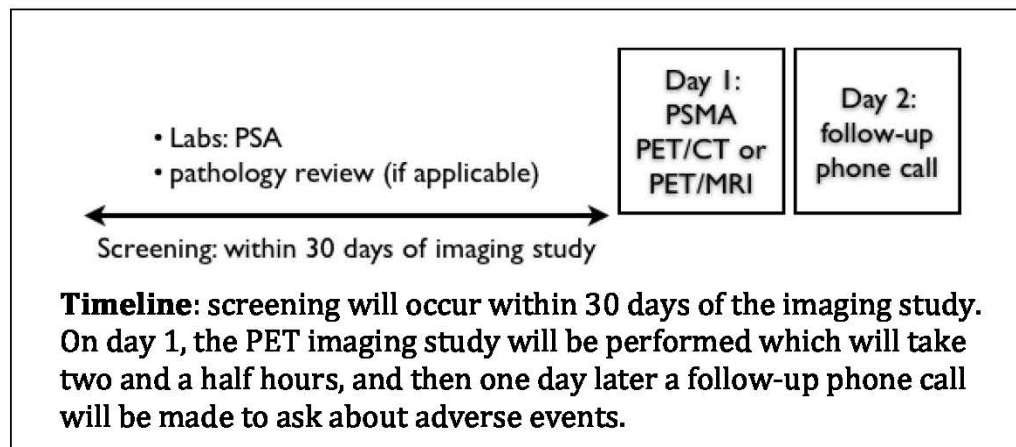 Day 1:
PSMA
PET/CT or
PET/MRI
Day 2:
follow-up
phone call
• Labs: PSA
• pathology review (if applicable)
Screening: within 30 days of imaging study
Timeline: screening will occur within 30 days of the imaging study.
On day 1, the PET imaging study will be performed which will take
two and a half hours, and then one day later a follow-up phone call
will be made to ask about adverse events.